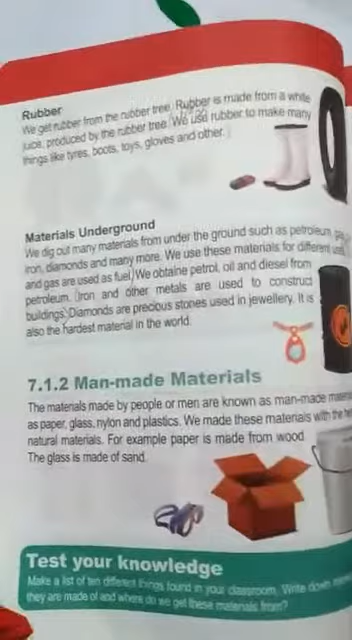 Rubber
We get rubber from the rubber tree. Rubber is made from a white
juice, produced by the rubber tree. We use rubber to make many
things like tyres, boots, toys, gloves and other.
Materials Underground
We dig out many materials from under the ground such as petroleum,
iron, diamonds and many more. We use these materials for different
and gas are used as fuel. We obtaine petrol, oil and diesel from
petroleum. Iron and other metals are used to construct
buildings. Diamonds are precious stones used in jewellery. It is
also the hardest material in the world.
7.1.2 Man-made Materials
The materials made by people or men are known as man-made
as paper, glass, nylon and plastics. We made these materials with the
natural materials. For example paper is made from wood.
The glass is made of sand.
Test your knowledge
Make a list of ten different things found in your classroom. Write down
they are made of and where do we get these materials from?